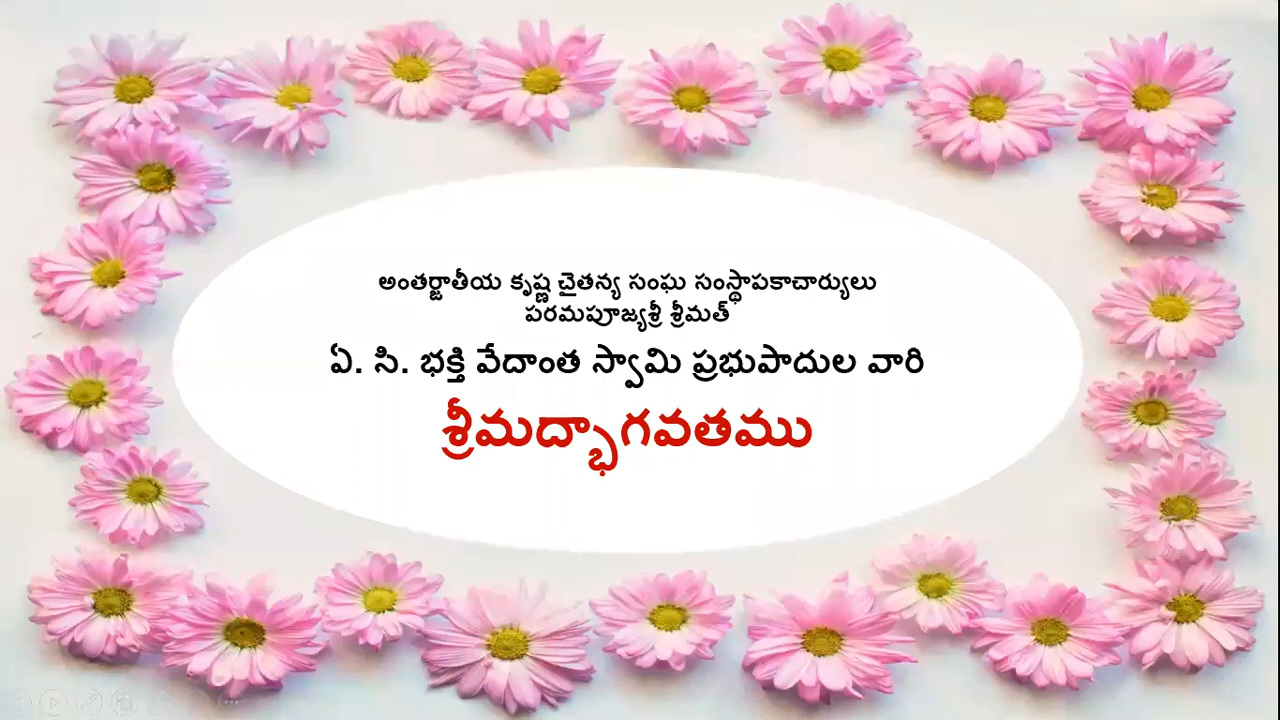 అంతర్జాతీయ కృష్ణ చైతన్య సంఘ సంస్థాపకాచార్యులు
పరమపూజ్యశ్రీ శ్రీమత్
ఏ. సి. భక్తి వేదాంత స్వామి ప్రభుపాదుల వారి
శ్రీమద్భాగవతము